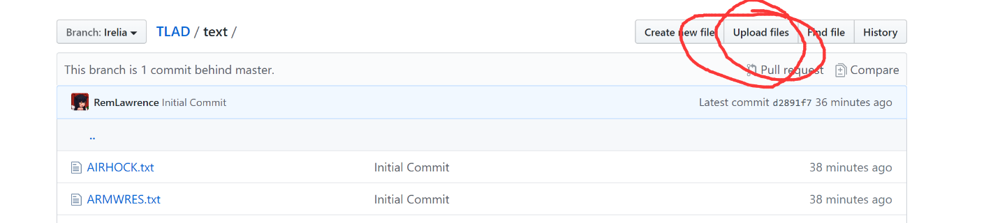 Branch: Irelia TLAD / text / Create new file Upload files Find file History
This branch is 1 commit behind master. Pull request Compare
RemLawrence Initial Commit Latest commit d2891f7 36 minutes ago
..
AIRHOCK.txt Initial Commit 38 minutes ago
ARMWRES.txt Initial Commit 38 minutes ago